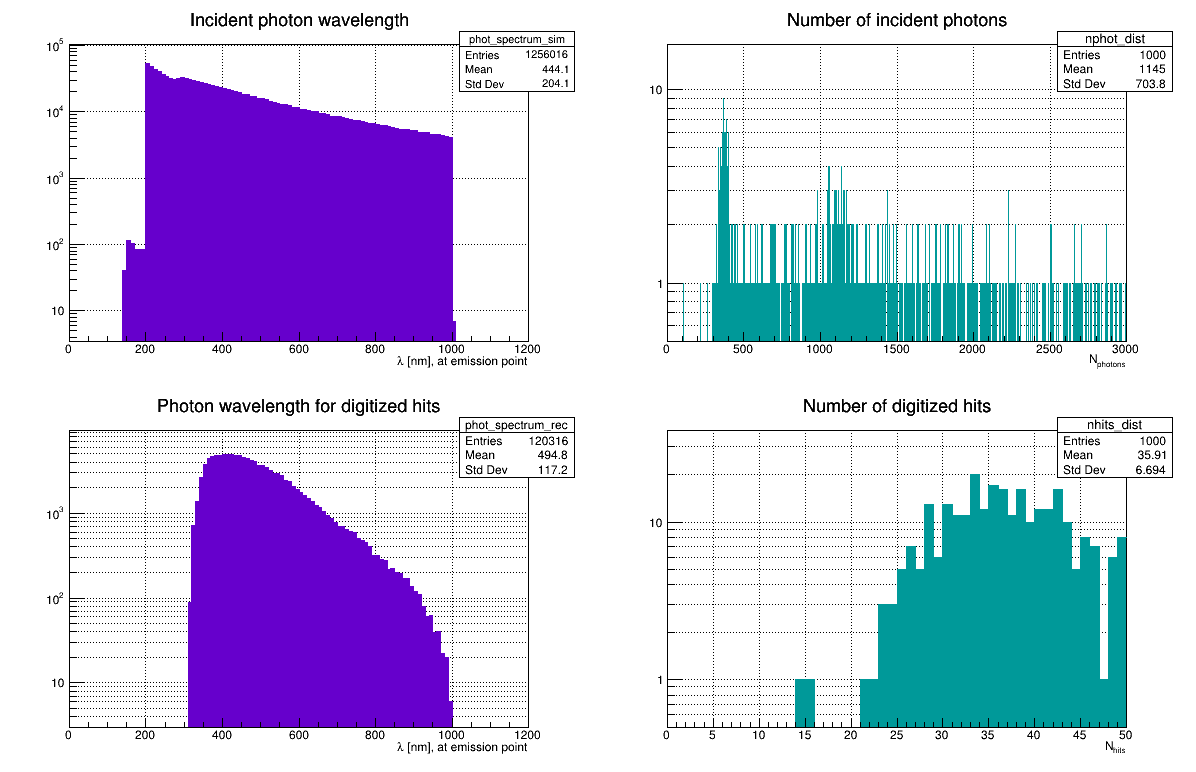 Incident photon wavelength
phot_spectrum_sim
Entries 1256016
Mean 444.1
Std Dev 204.1
10^5
10^4
10^3
10^2
10
0 200 400 600 800 1000 1200
λ [nm], at emission point
Number of incident photons
nphot_dist
Entries 1000
Mean 1145
Std Dev 703.8
10
1
0 500 1000 1500 2000 2500 3000
N_photons
Photon wavelength for digitized hits
phot_spectrum_rec
Entries 120316
Mean 494.8
Std Dev 117.2
10^3
10^2
10
0 200 400 600 800 1000 1200
λ [nm], at emission point
Number of digitized hits
nhits_dist
Entries 1000
Mean 35.91
Std Dev 6.694
10
1
0 5 10 15 20 25 30 35 40 45 50
N_hits